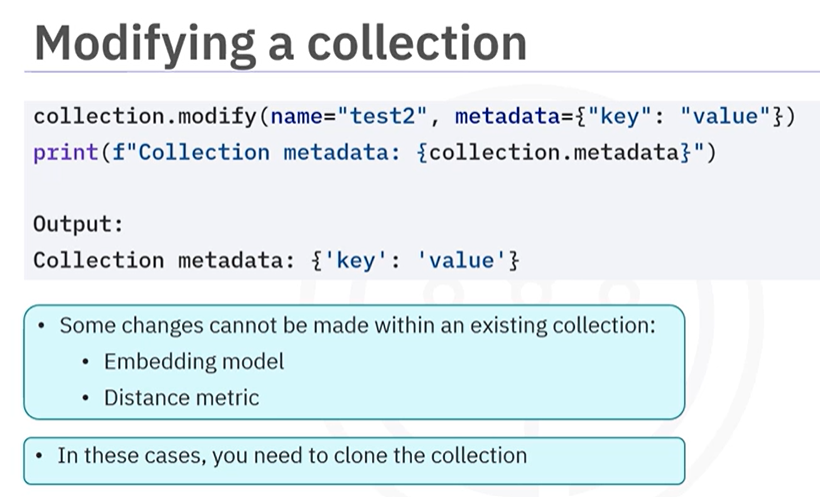 Modifying a collection
collection.modify(name="test2", metadata={"key": "value"})
print(f"Collection metadata: {collection.metadata}")
Output:
Collection metadata: {'key': 'value'}
• Some changes cannot be made within an existing collection:
• Embedding model
• Distance metric
• In these cases, you need to clone the collection